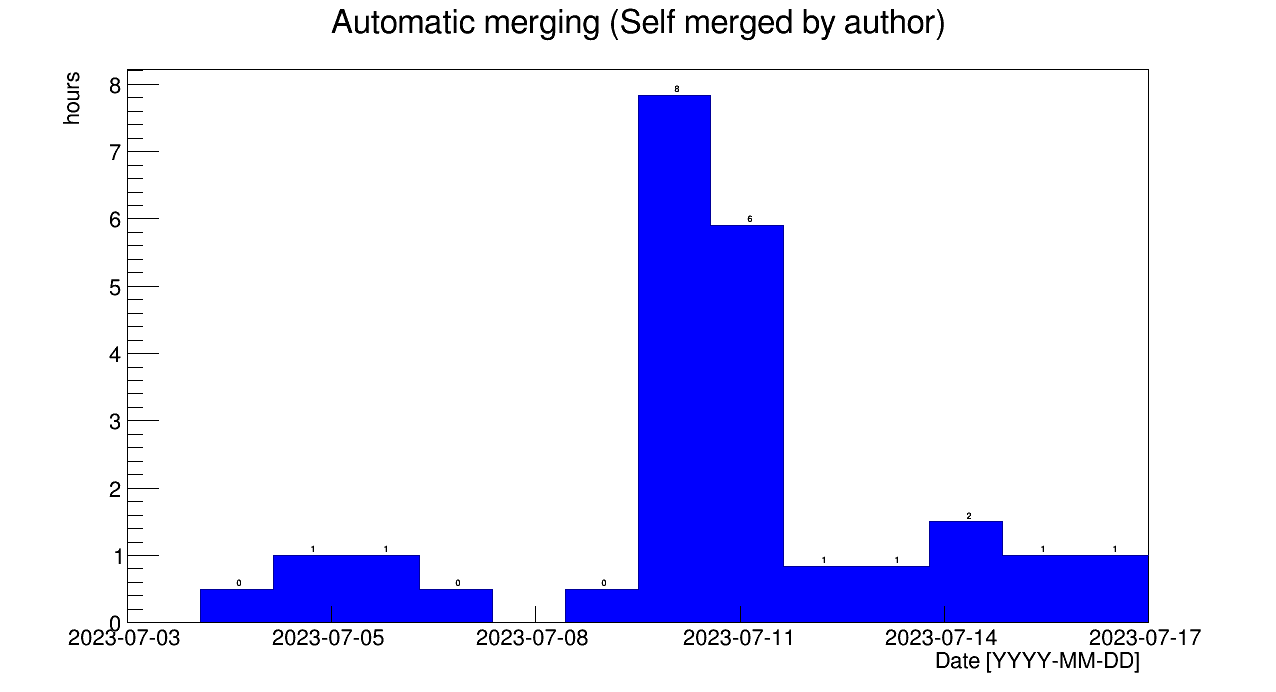 Automatic merging (Self merged by author)
hours
8
7
6
5
4
3
2
1
0
0 1 1 0 0 8 6 1 1 2 1 1
2023-07-03 2023-07-05 2023-07-08 2023-07-11 2023-07-14 2023-07-17
Date [YYYY-MM-DD]